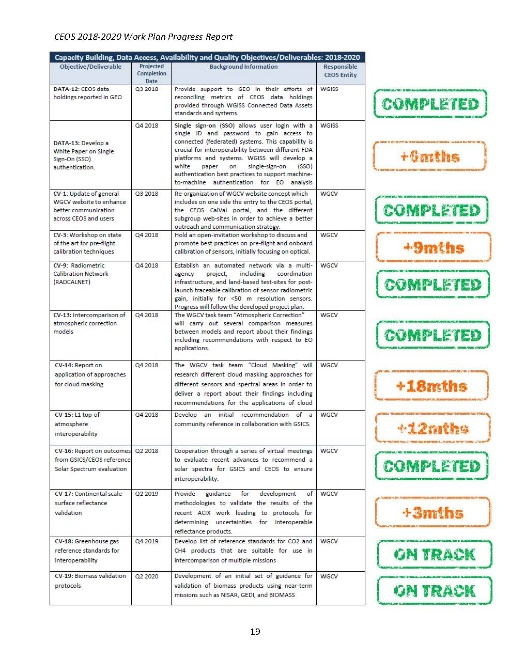 CEOS 2018-2020 Work Plan Progress Report
Capacity Building, Data Access, Availability and Quality Objectives/Deliverables: 2018-2020
Objective/Deliverable
Projected
Completion
Date
Background Information
Responsible
CEOS Entity
DATA-12: CEOS data
holdings reported in GEO
Q3 2018
Provide support to GEO in their efforts of
reconciling metrics of CEOS data holdings
provided through WGISS Connected Data Assets
standards and systems.
WGISS
COMPLETED
DATA-13: Develop a
White Paper on Single
Sign-On (SSO)
authentication
Q4 2018
Single sign-on (SSO) allows user login with a
single ID and password to gain access to
connected (federated) systems. This capability is
crucial for interoperability between different FDA
platforms and systems. WGISS will develop a
white paper on single-sign-on (SSO)
authentication best practices to support machine-
to-machine authentication for EO analysis
WGISS
+6mths
CV-1: Update of general
WGCV website to enhance
better communication
across CEOS and users
Q3 2018
Re-organization of WGCV website concept which
includes on one side the entry to the CEOS portal,
the CEOS CalVal portal, and the different
subgroup web-sites in order to achieve a better
outreach and communication strategy.
WGCV
COMPLETED
CV-3: Workshop on state
of the art for pre-flight
calibration techniques
Q4 2018
Hold an open-invitation workshop to discuss and
promote best practices on pre-flight and onboard
calibration of sensors, initially focusing on optical.
WGCV
+9mths
CV-9: Radiometric
Calibration Network
(RADCALNET)
Q4 2018
Establish an automated network via a multi-
agency project, including coordination
infrastructure, and land-based test-sites for post-
launch traceable calibration of sensor radiometric
gain, initially for <50 m resolution sensors.
Progress will follow the developed project plan.
WGCV
COMPLETED
CV-13: Intercomparison of
atmospheric correction
models
Q4 2018
The WGCV task team "Atmospheric Correction"
will carry out several comparison measures
between models and report about their findings
including recommendations with respect to EO
applications.
WGCV
COMPLETED
CV-14: Report on
application of approaches
for cloud masking
Q4 2018
The WGCV task team "Cloud Masking" will
research different cloud masking approaches for
different sensors and spectral areas in order to
deliver a report about their findings including
recommendations for the applications of cloud
WGCV
+18mths
CV-15: L1 top of
atmosphere
interoperability
Q4 2018
Develop an initial recommendation of a
community reference in collaboration with GSICS.
WGCV
+12mths
CV-16: Report on outcomes
from GSICS/CEOS reference
Solar Spectrum evaluation
Q2 2018
Cooperation through a series of virtual meetings
to evaluate recent advances to recommend a
solar spectra for GSICS and CEOS to ensure
interoperability.
WGCV
COMPLETED
CV-17: Continental scale
surface reflectance
validation
Q2 2019
Provide guidance for development of
methodologies to validate the results of the
recent ACIX work leading to protocols for
determining uncertainties for interoperable
reflectance products.
WGCV
+3mths
CV-18: Greenhouse gas
reference standards for
interoperability
Q4 2019
Develop list of reference standards for CO2 and
CH4 products that are suitable for use in
intercomparison of multiple missions
WGCV
ON TRACK
CV-19: Biomass validation
protocols
Q2 2020
Development of an initial set of guidance for
validation of biomass products using near-term
missions such as NISAR, GEDI, and BIOMASS
WGCV
ON TRACK
19